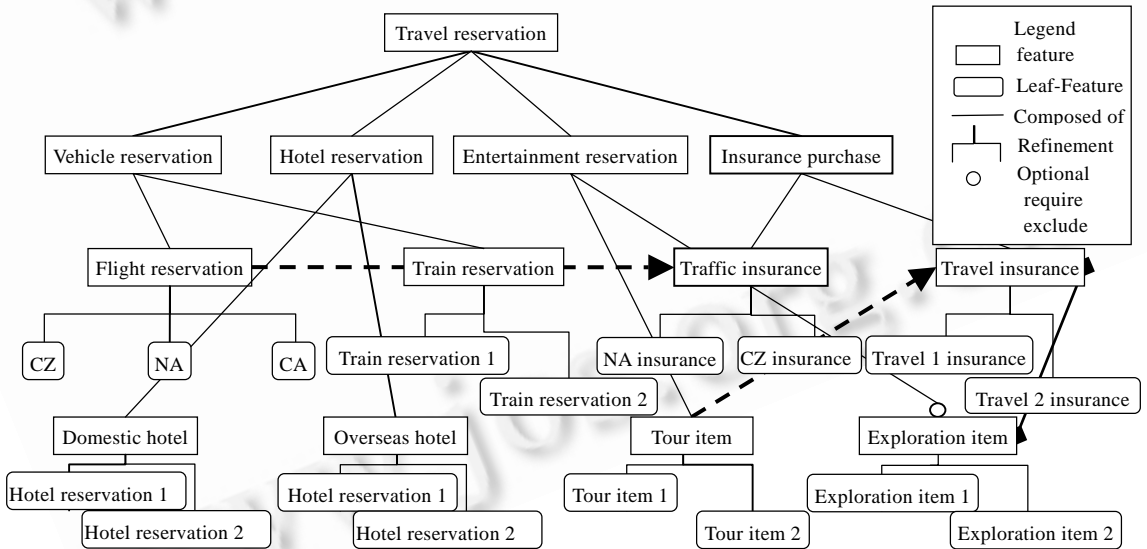 Travel reservation
Legend
feature
Leaf-Feature
Composed of
Refinement
Optional
require
exclude
Vehicle reservation
Hotel reservation
Entertainment reservation
Insurance purchase
Flight reservation
Train reservation
Traffic insurance
Travel insurance
CZ
NA
CA
Train reservation 1
NA insurance
CZ insurance
Travel 1 insurance
Train reservation 2
Travel 2 insurance
Domestic hotel
Overseas hotel
Tour item
Exploration item
Hotel reservation 1
Hotel reservation 1
Tour item 1
Exploration item 1
Hotel reservation 2
Hotel reservation 2
Tour item 2
Exploration item 2